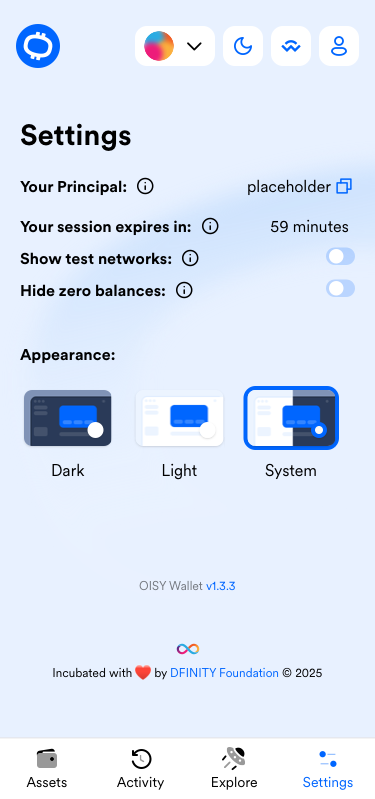 Settings
Your Principal: placeholder
Your session expires in: 59 minutes
Show test networks:
Hide zero balances:
Appearance:
Dark Light System
OISY Wallet v1.3.3
Incubated with ❤️ by DFINITY Foundation © 2025
Assets Activity Explore Settings